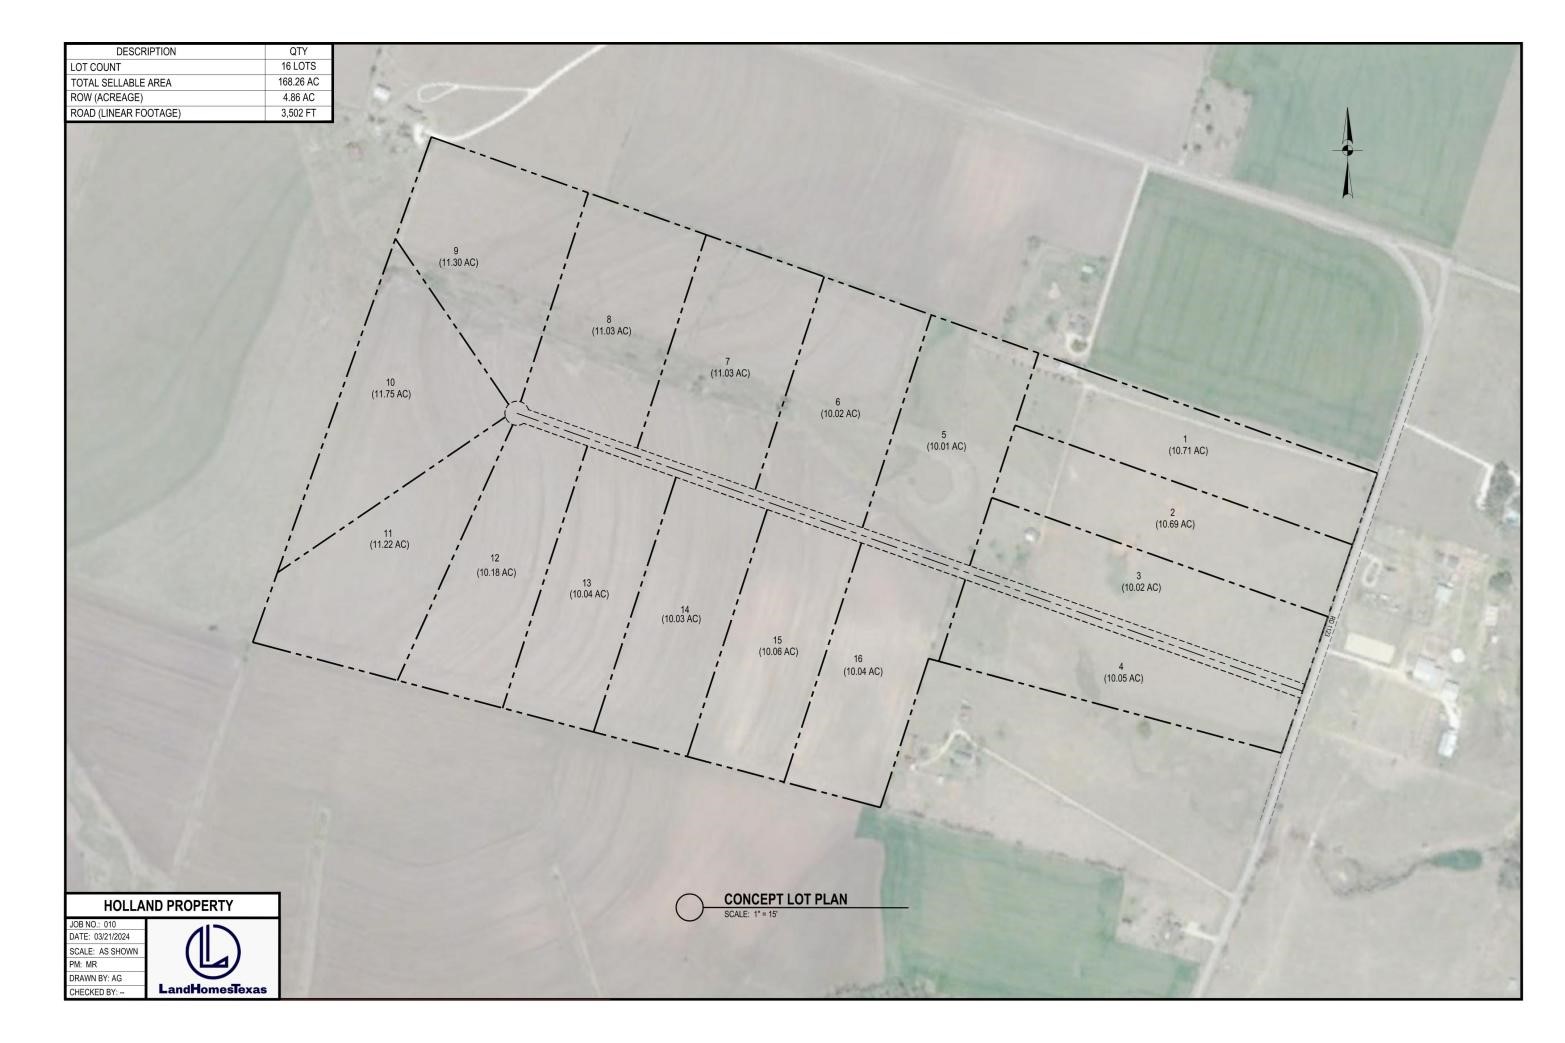 DESCRIPTION QTY
LOT COUNT 16 LOTS
TOTAL SELLABLE AREA 168.26 AC
ROW (ACREAGE) 4.86 AC
ROAD (LINEAR FOOTAGE) 3,502 FT
9
(11.30 AC)
8
(11.03 AC)
7
(11.03 AC)
10
(11.75 AC)
6
(10.02 AC)
5
(10.01 AC)
1
(10.71 AC)
2
(10.69 AC)
11
(11.22 AC)
12
(10.18 AC)
13
(10.04 AC)
3
(10.02 AC)
14
(10.03 AC)
RD 1123
15
(10.06 AC)
16
(10.04 AC)
4
(10.05 AC)
CONCEPT LOT PLAN
SCALE: 1" = 15'
HOLLAND PROPERTY
JOB NO.: 010
DATE: 03/21/2024
SCALE: AS SHOWN
PM: MR
DRAWN BY: AG
CHECKED BY: --
LandHomesTexas